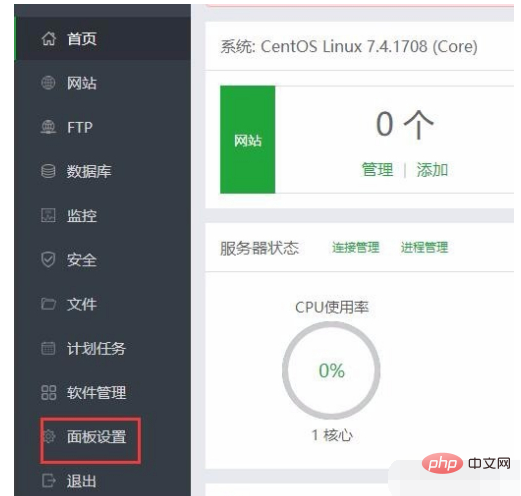 首页
网站
FTP
数据库
监控
安全
文件
计划任务
软件管理
面板设置
退出
系统: CentOS Linux 7.4.1708 (Core)
网站
0 个
管理 | 添加
服务器状态 连接管理 进程管理
CPU使用率
0%
1 核心
php 中文网